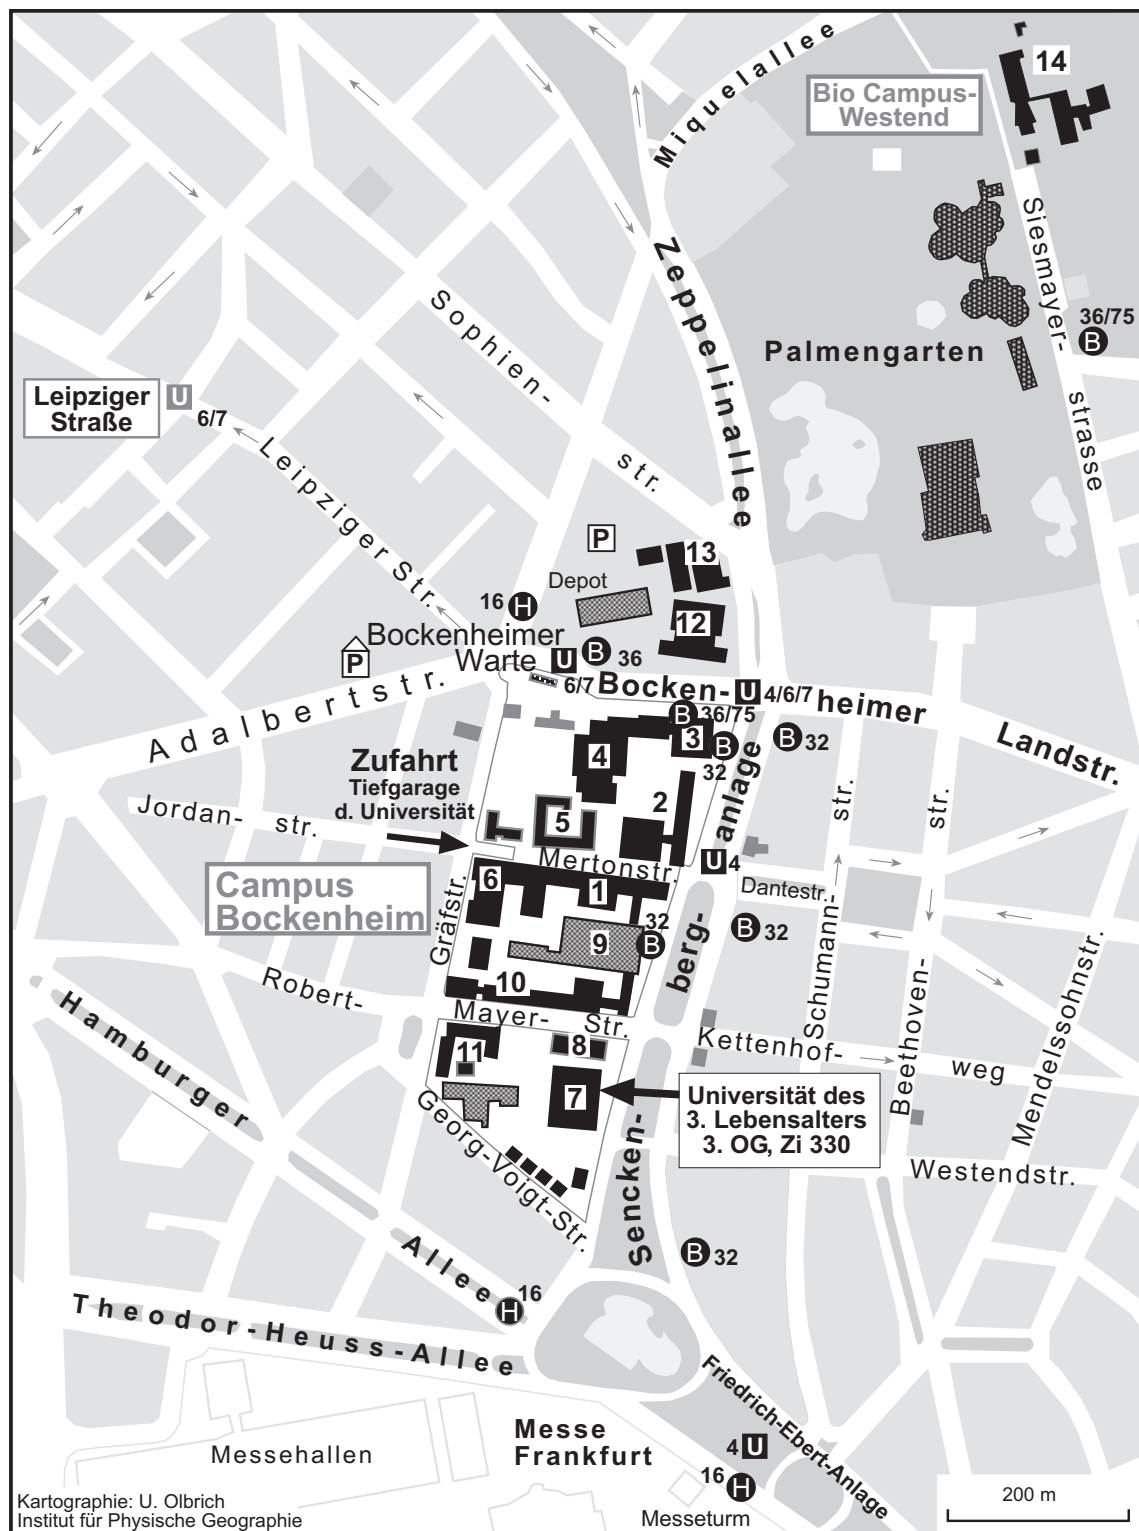 Miquelallee
Bio Campus-
Westend
14
Zeppelinallee
Siesmayer-
strasse
Sophien-
str.
36/75
B
Palmengarten
Leipziger
Straße
U
6/7
Leipziger Str.
P
13
Depot
16 H
12
Bockenheimer
Warte U
B 36
P
6/7
Bocken-
U 4/6/7
heimer
Landstr.
Adalbertstr.
B 36/75
3
B
32
B 32
4
Zufahrt
Tiefgarage
d. Universität
2
anlage
str.
str.
Jordan-
str.
5
Mertonstr.
U 4
Campus
Bockenheim
6
1
Dantestr.
Gräfstr.
32
B
9
B 32
berg-
Schumann-
Beethoven-
Mendelssohnstr.
10
Robert-
Mayer-
Str.
Hamburger
Allee
8
Kettenhof-
weg
11
7
Universität des
3. Lebensalters
3. OG, Zi 330
Georg-Voigt-Str.
Sencken-
Westendstr.
B 32
16
H
Theodor-Heuss-Allee
Friedrich-Ebert-Anlage
Messe
Frankfurt
Messehallen
4 U
16
H
Messeturm
200 m
Kartographie: U. Olbrich
Institut für Physische Geographie